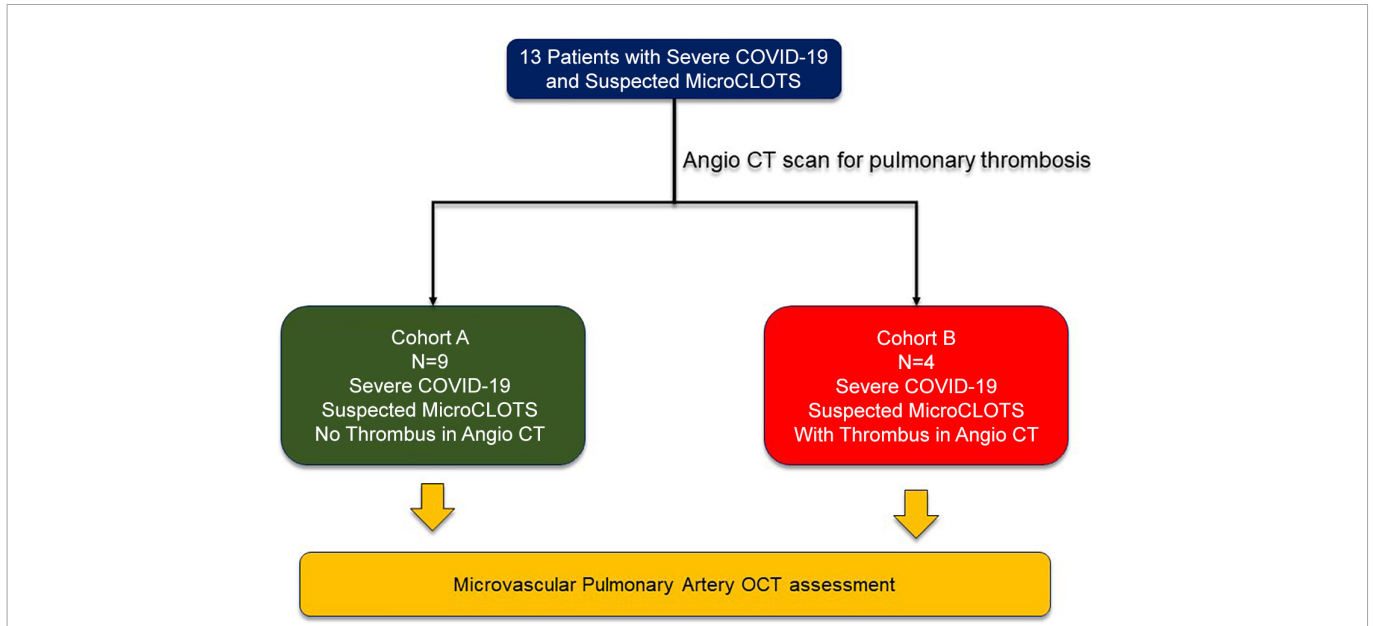 13 Patients with Severe COVID-19
and Suspected MicroCLOTS
Angio CT scan for pulmonary thrombosis
Cohort A
N=9
Severe COVID-19
Suspected MicroCLOTS
No Thrombus in Angio CT
Cohort B
N=4
Severe COVID-19
Suspected MicroCLOTS
With Thrombus in Angio CT
Microvascular Pulmonary Artery OCT assessment